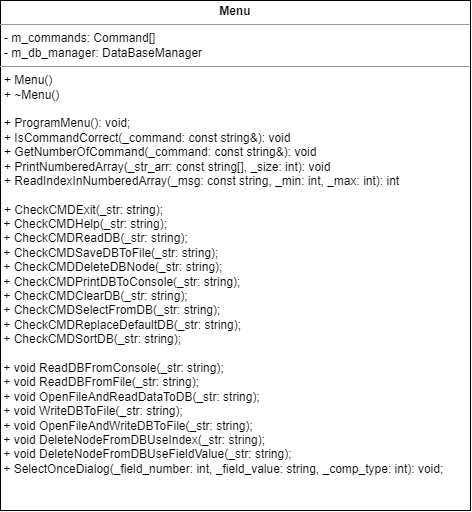 Menu
- m_commands: Command[]
- m_db_manager: DataBaseManager
+ Menu()
+ ~Menu()
+ ProgramMenu(): void;
+ IsCommandCorrect(_command: const string&): void
+ GetNumberOfCommand(_command: const string&): void
+ PrintNumberedArray(_str_arr: const string[], _size: int): void
+ ReadIndexInNumberedArray(_msg: const string, _min: int, _max: int): int
+ CheckCMDExit(_str: string);
+ CheckCMDHelp(_str: string);
+ CheckCMDReadDB(_str: string);
+ CheckCMDSaveDBToFile(_str: string);
+ CheckCMDDeleteDBNode(_str: string);
+ CheckCMDPrintDBToConsole(_str: string);
+ CheckCMDClearDB(_str: string);
+ CheckCMDSelectFromDB(_str: string);
+ CheckCMDReplaceDefaultDB(_str: string);
+ CheckCMDSortDB(_str: string);
+ void ReadDBFromConsole(_str: string);
+ void ReadDBFromFile(_str: string);
+ void OpenFileAndReadDataToDB(_str: string);
+ void WriteDBToFile(_str: string);
+ void OpenFileAndWriteDBToFile(_str: string);
+ void DeleteNodeFromDBUseIndex(_str: string);
+ void DeleteNodeFromDBUseFieldValue(_str: string);
+ SelectOnceDialog(_field_number: int, _field_value: string, _comp_type: int): void;